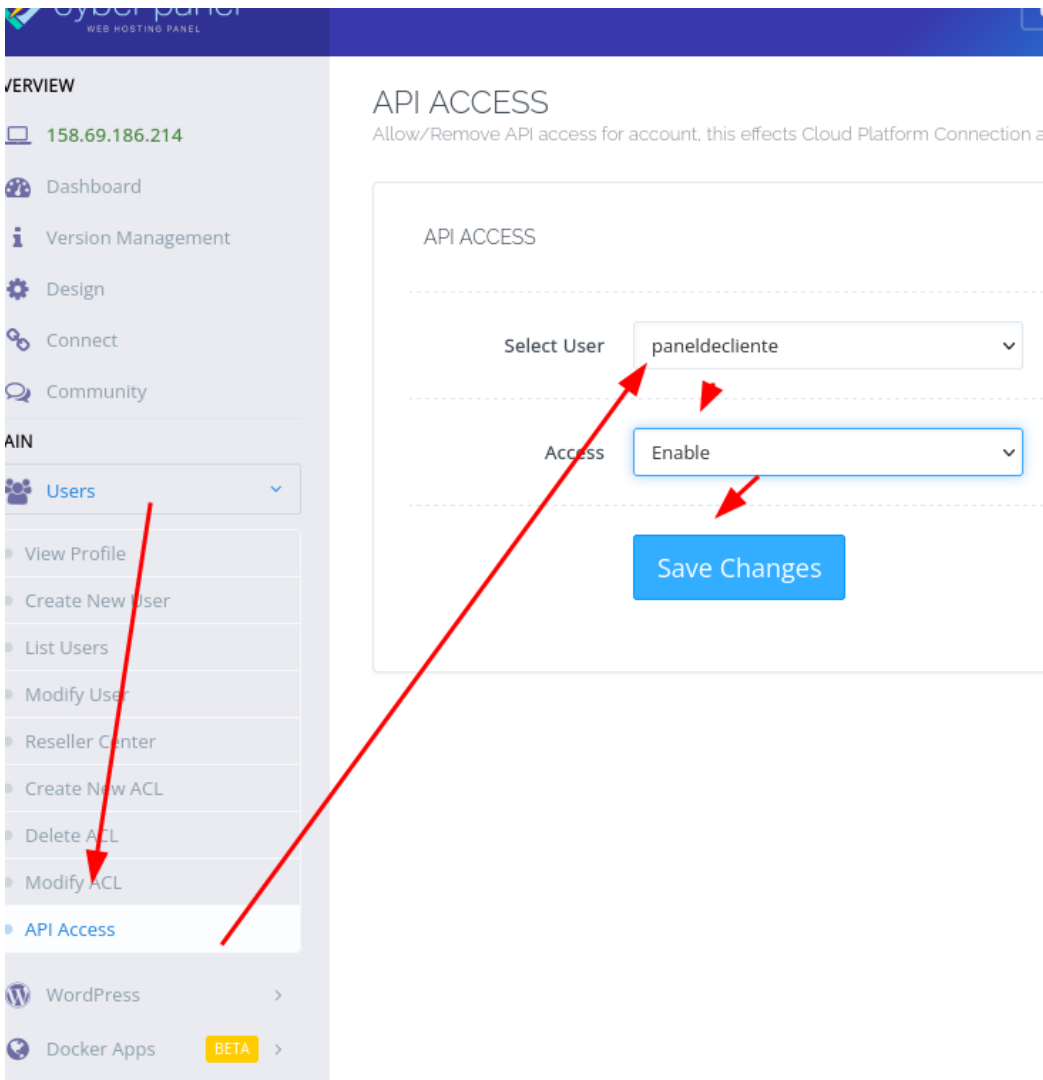 cyber panel
WEB HOSTING PANEL
VERVIEW
158.69.186.214
Dashboard
Version Management
Design
Connect
Community
AIN
Users
View Profile
Create New User
List Users
Modify User
Reseller Center
Create New ACL
Delete ACL
Modify ACL
API Access
WordPress
Docker Apps BETA
API ACCESS
Allow/Remove API access for account, this effects Cloud Platform Connection a
API ACCESS
Select User paneldecliente
Access Enable
Save Changes